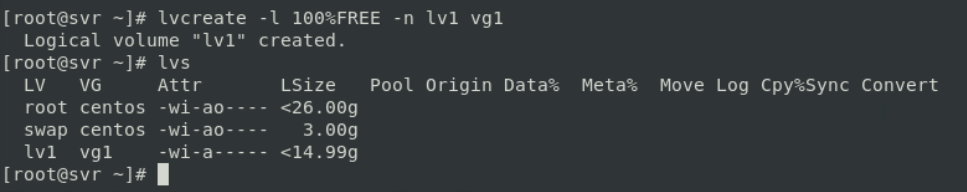 [root@svr ~]# lvcreate -l 100%FREE -n lv1 vg1
  Logical volume "lv1" created.
[root@svr ~]# lvs
  LV   VG     Attr       LSize   Pool Origin Data%  Meta%  Move Log Cpy%Sync Convert
  root centos -wi-ao---- <26.00g
  swap centos -wi-ao----   3.00g
  lv1  vg1    -wi-a----- <14.99g
[root@svr ~]#